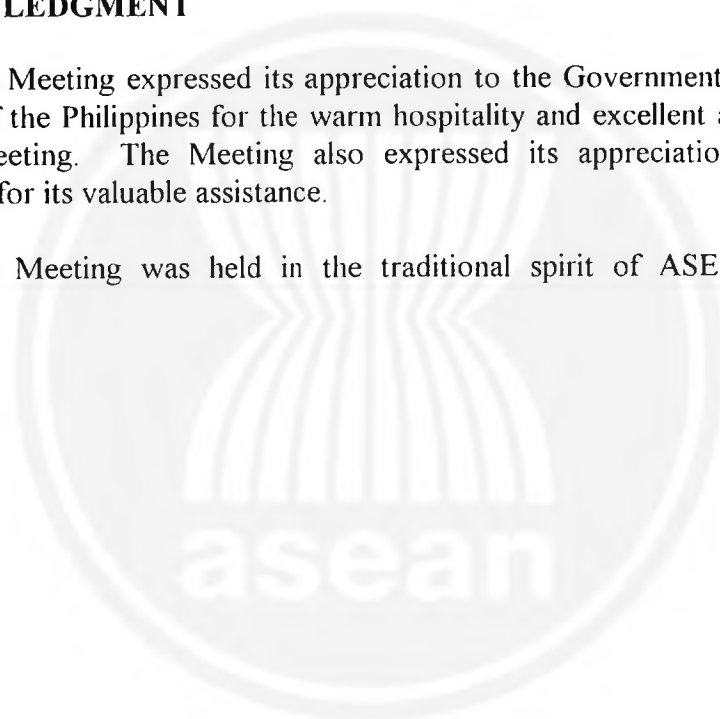 LEDGMENT
Meeting expressed its appreciation to the Government
f the Philippines for the warm hospitality and excellent a
eeting. The Meeting also expressed its appreciatio
for its valuable assistance.
Meeting was held in the traditional spirit of ASE
asean